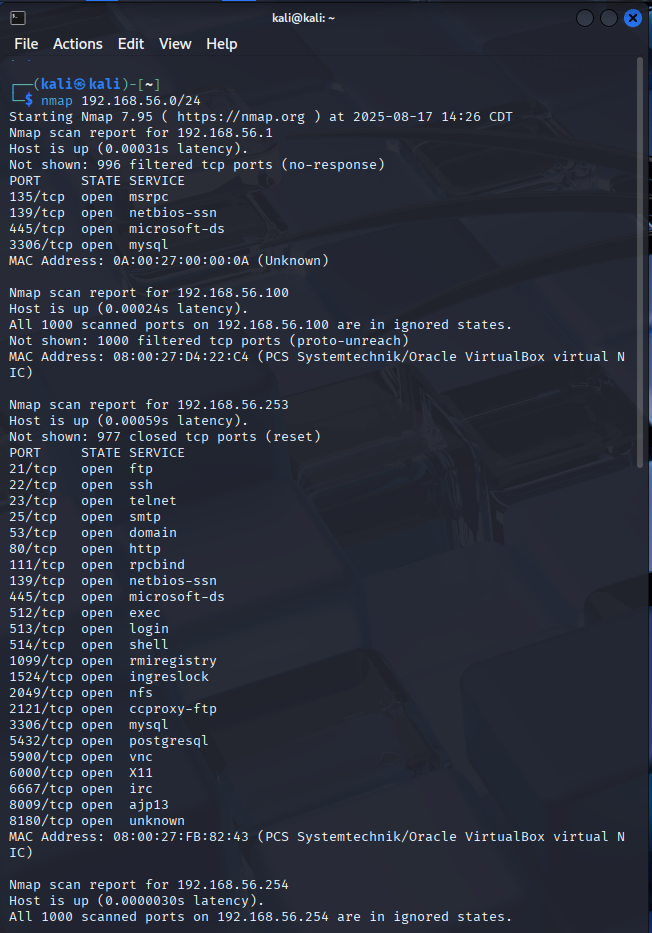 kali@kali: ~
File Actions Edit View Help
┌──(kali㉿kali)-[~]
└─$ nmap 192.168.56.0/24
Starting Nmap 7.95 ( https://nmap.org ) at 2025-08-17 14:26 CDT
Nmap scan report for 192.168.56.1
Host is up (0.00031s latency).
Not shown: 996 filtered tcp ports (no-response)
PORT     STATE SERVICE
135/tcp  open  msrpc
139/tcp  open  netbios-ssn
445/tcp  open  microsoft-ds
3306/tcp open  mysql
MAC Address: 0A:00:27:00:00:0A (Unknown)

Nmap scan report for 192.168.56.100
Host is up (0.00024s latency).
All 1000 scanned ports on 192.168.56.100 are in ignored states.
Not shown: 1000 filtered tcp ports (proto-unreach)
MAC Address: 08:00:27:D4:22:C4 (PCS Systemtechnik/Oracle VirtualBox virtual N
IC)

Nmap scan report for 192.168.56.253
Host is up (0.00059s latency).
Not shown: 977 closed tcp ports (reset)
PORT     STATE SERVICE
21/tcp   open  ftp
22/tcp   open  ssh
23/tcp   open  telnet
25/tcp   open  smtp
53/tcp   open  domain
80/tcp   open  http
111/tcp  open  rpcbind
139/tcp  open  netbios-ssn
445/tcp  open  microsoft-ds
512/tcp  open  exec
513/tcp  open  login
514/tcp  open  shell
1099/tcp open  rmiregistry
1524/tcp open  ingreslock
2049/tcp open  nfs
2121/tcp open  ccproxy-ftp
3306/tcp open  mysql
5432/tcp open  postgresql
5900/tcp open  vnc
6000/tcp open  X11
6667/tcp open  irc
8009/tcp open  ajp13
8180/tcp open  unknown
MAC Address: 08:00:27:FB:82:43 (PCS Systemtechnik/Oracle VirtualBox virtual N
IC)

Nmap scan report for 192.168.56.254
Host is up (0.0000030s latency).
All 1000 scanned ports on 192.168.56.254 are in ignored states.